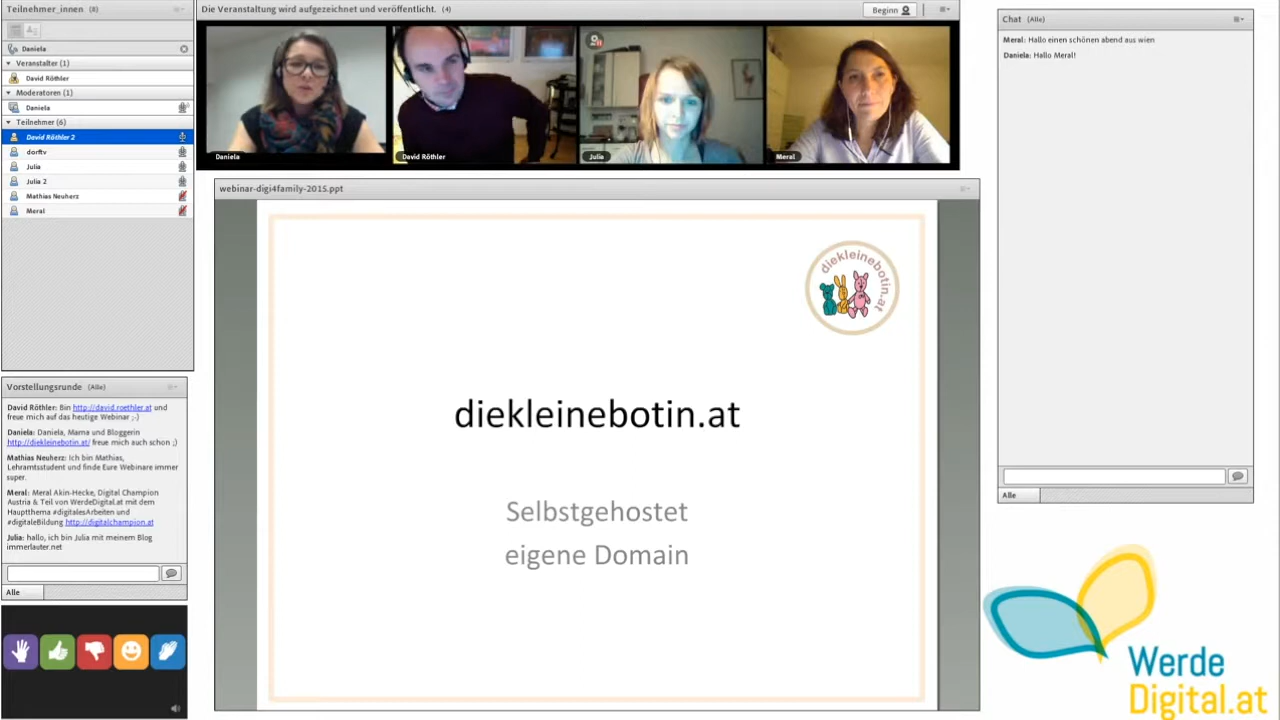 Teilnehmer_innen (8)
Daniela
Veranstalter (1)
David Röthler
Moderatoren (1)
Daniela
Teilnehmer (6)
David Röthler 2
dorftv
Julia
Julia 2
Mathias Neuherz
Meral
Vorstellungsrunde (Alle)
David Röthler: Bin http://david.roethler.at und
freue mich auf das heutige Webinar ;-)
Daniela: Daniela, Mama und Bloggerin
http://diekleinebotin.at/ freue mich auch schon ;)
Mathias Neuherz: Ich bin Mathias,
Lehramtsstudent und finde Eure Webinare immer
super.
Meral: Meral Akin-Hecke, Digital Champion
Austria & Teil von WerdeDigital.at mit dem
Hauptthema #digitalesArbeiten und
#digitaleBildung http://digitalchampion.at
Julia: hallo, ich bin Julia mit meinem Blog
immerlauter.net
Alle
Die Veranstaltung wird aufgezeichnet und veröffentlicht. (4)
Beginn
Daniela
David Röthler
Julia
Meral
webinar-digi4family-2015.ppt
diekleinebotin.at
diekleinebotin.at
Selbstgehostet
eigene Domain
Chat (Alle)
Meral: Hallo einen schönen abend aus wien
Daniela: Hallo Meral!
Alle
Werde
Digital.at